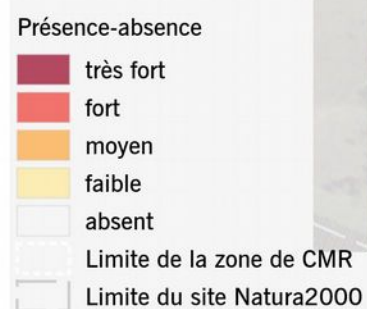 Présence-absence
très fort
fort
moyen
faible
absent
Limite de la zone de CMR
Limite du site Natura2000